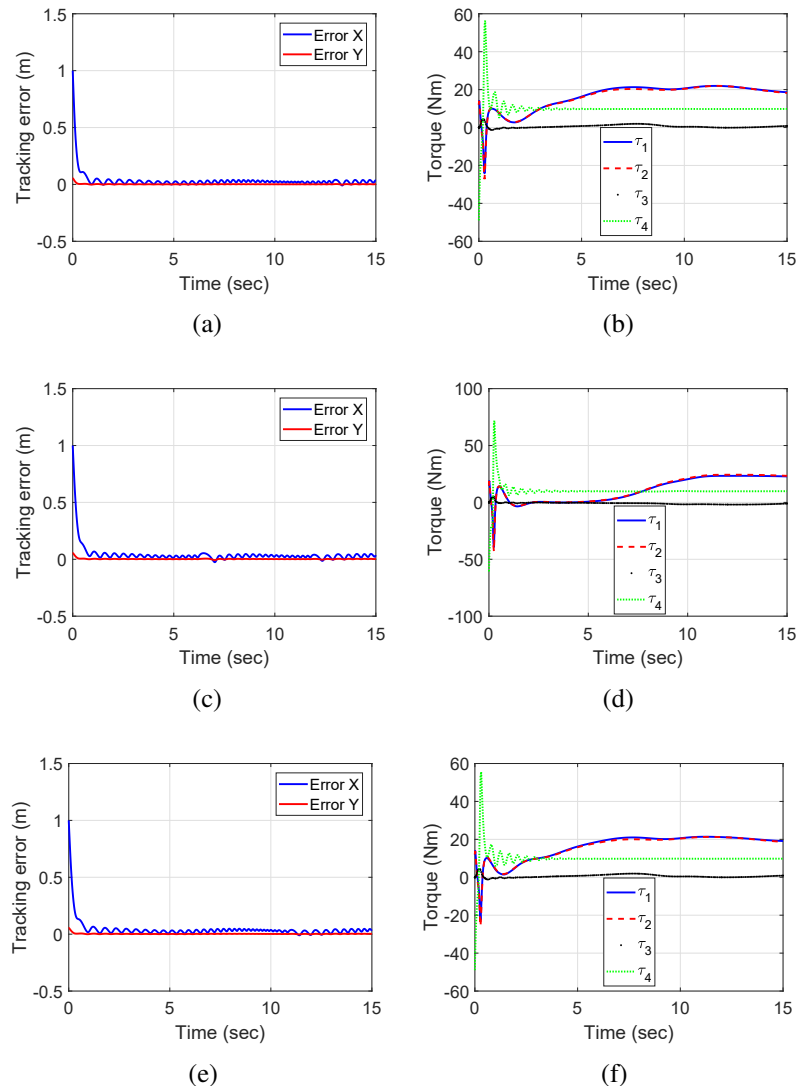 1.5
1
0.5
0
-0.5
Tracking error (m)
0
5
10
15
Time (sec)
Error X
Error Y
(a)
60
40
20
0
-20
-40
-60
Torque (Nm)
0
5
10
15
Time (sec)
τ1
τ2
τ3
τ4
(b)
1.5
1
0.5
0
-0.5
Tracking error (m)
0
5
10
15
Time (sec)
Error X
Error Y
(c)
100
50
0
-50
-100
Torque (Nm)
0
5
10
15
Time (sec)
τ1
τ2
τ3
τ4
(d)
1.5
1
0.5
0
-0.5
Tracking error (m)
0
5
10
15
Time (sec)
Error X
Error Y
(e)
60
40
20
0
-20
-40
-60
Torque (Nm)
0
5
10
15
Time (sec)
τ1
τ2
τ3
τ4
(f)